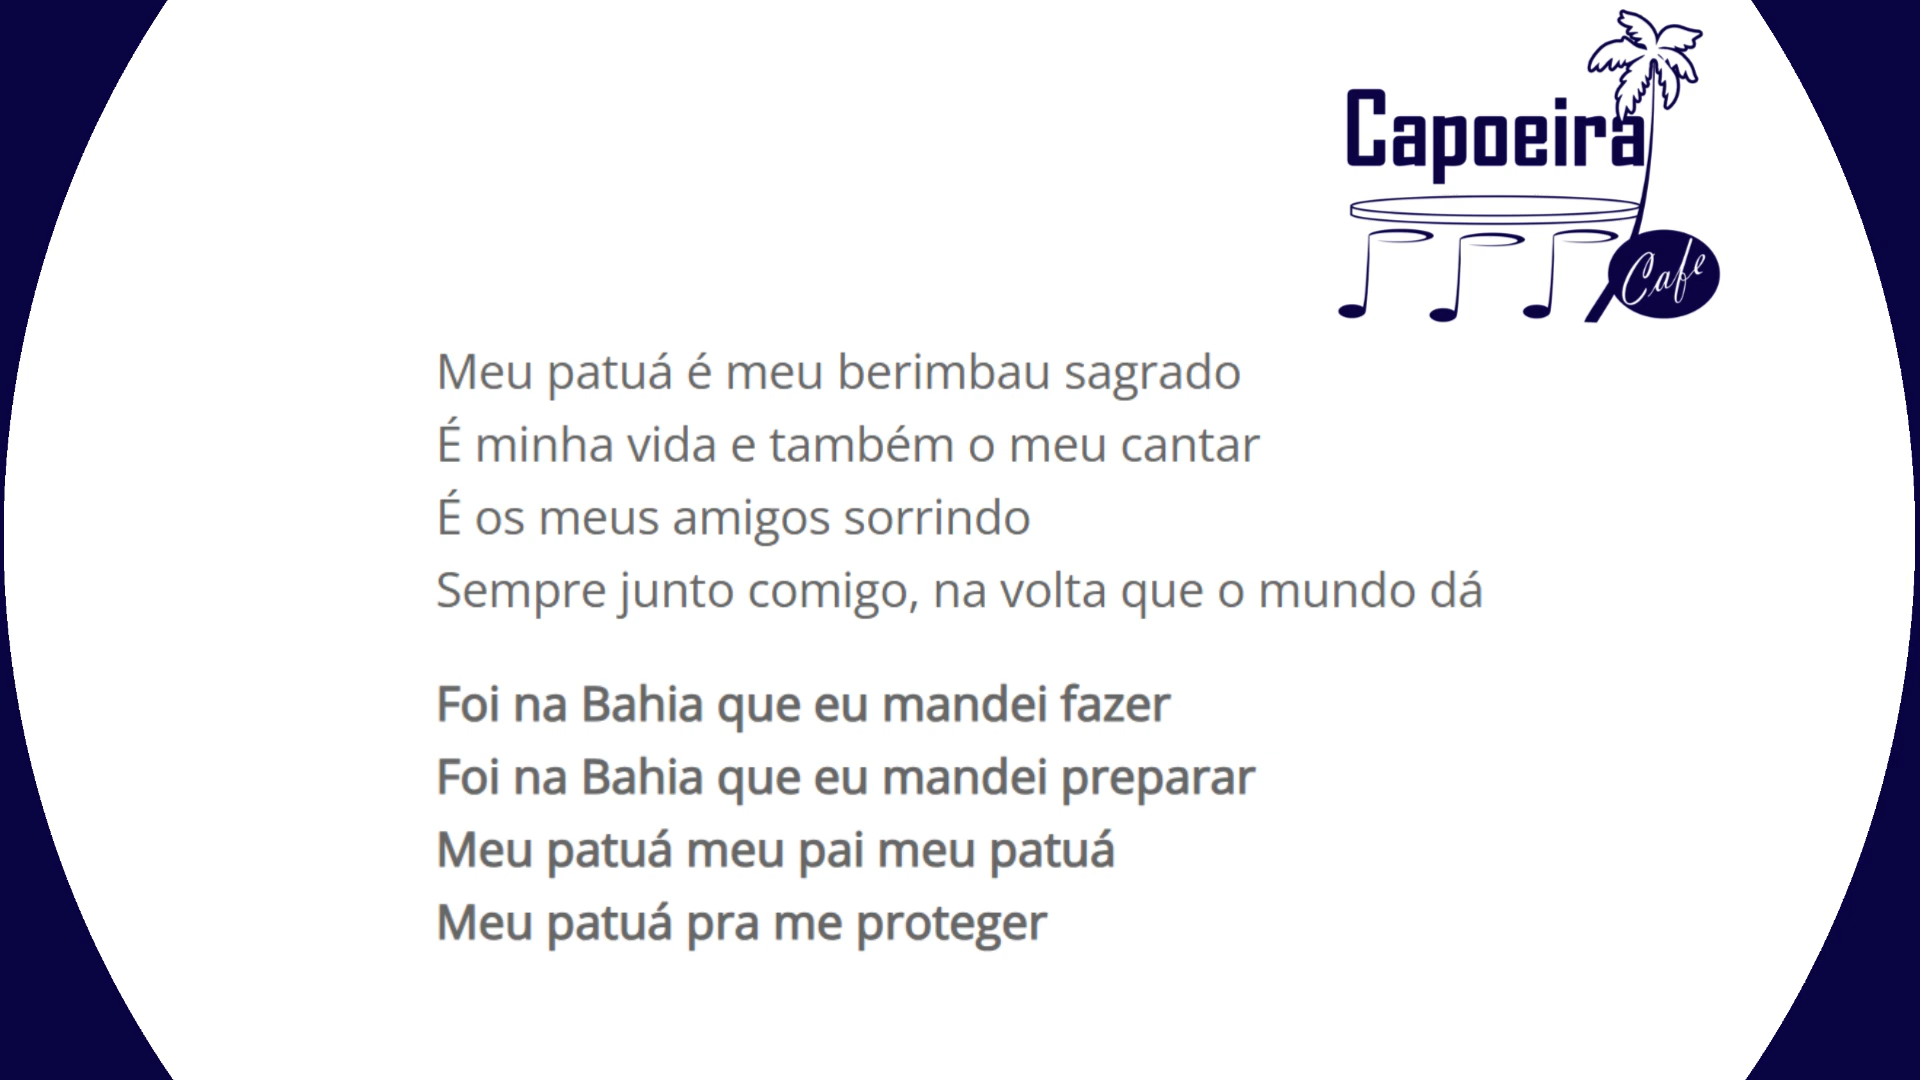 Capoeira
Cafe
Meu patuá é meu berimbau sagrado
É minha vida e também o meu cantar
É os meus amigos sorrindo
Sempre junto comigo, na volta que o mundo dá
Foi na Bahia que eu mandei fazer
Foi na Bahia que eu mandei preparar
Meu patuá meu pai meu patuá
Meu patuá pra me proteger